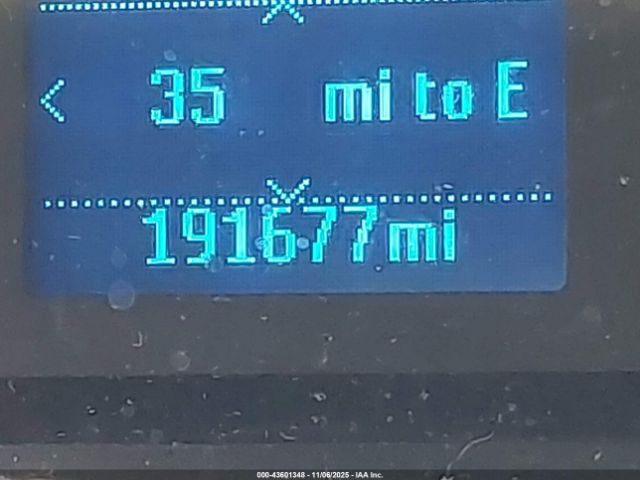 < 35 mi to E
191677mi
000-43601348 - 11/06/2025 - IAA Inc.